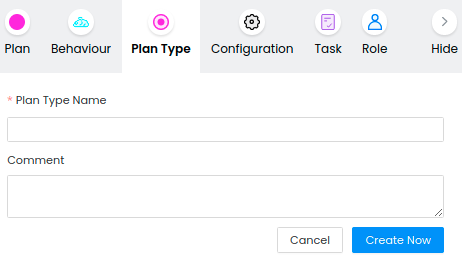 Plan Behaviour Plan Type Configuration Task Role Hide
* Plan Type Name
Comment
Cancel Create Now